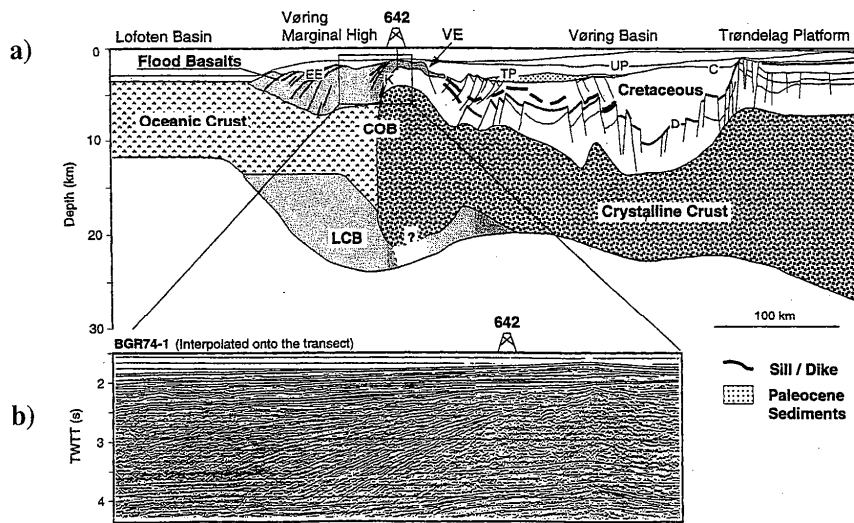 a)
Lofoten Basin
Vøring
Marginal High
642
VE
Vøring Basin
Trøndelag Platform
0
10
20
30
Depth (km)
Flood Basalts
EE
K
TP
UP
C
Cretaceous
D
Oceanic Crust
COB
Crystalline Crust
LCB
?
100 km
b)
BGR74-1 (Interpolated onto the transect)
642
2
3
4
TWTT (s)
Sill / Dike
Paleocene
Sediments